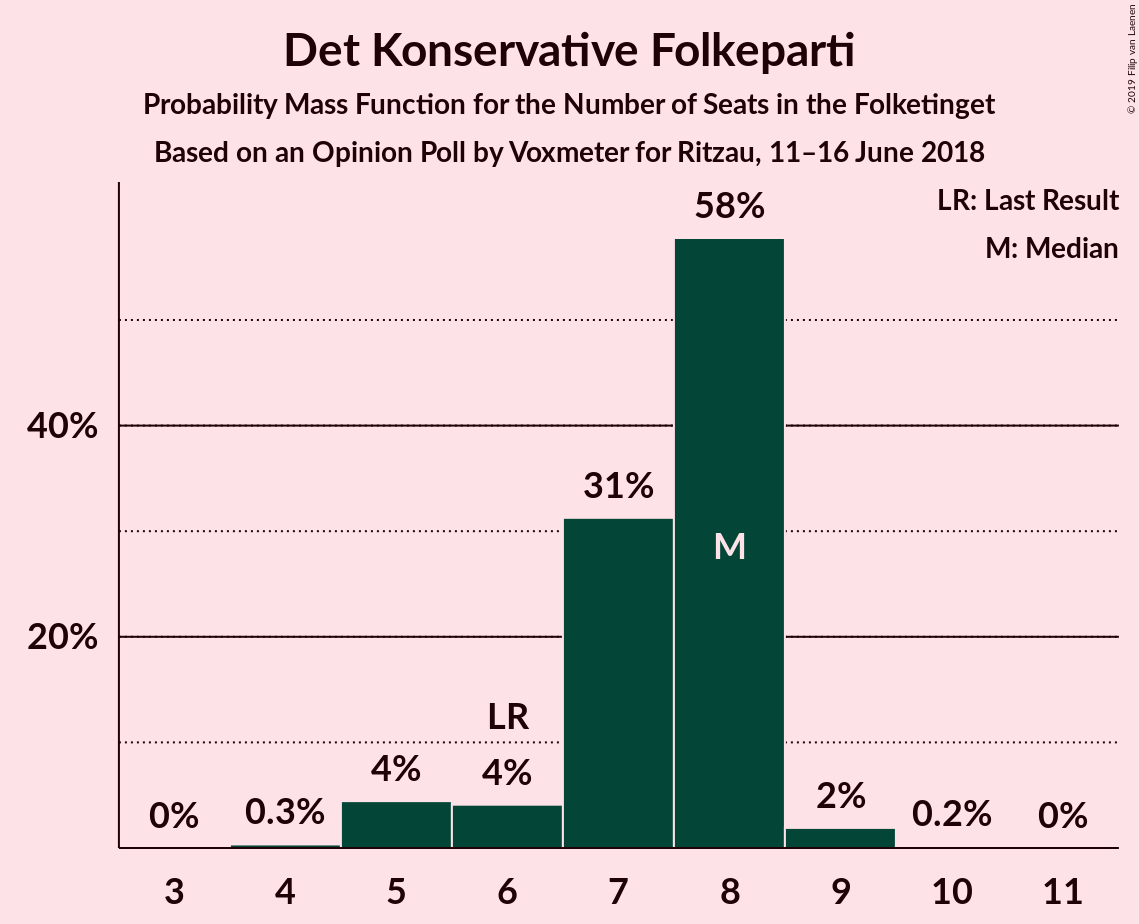 Det Konservative Folkeparti
Probability Mass Function for the Number of Seats in the Folketinget
Based on an Opinion Poll by Voxmeter for Ritzau, 11–16 June 2018
© 2019 Filip van Laenen
LR: Last Result
M: Median
58%
40%
31%
M
20%
LR
4%
4%
2%
0%
0.3%
0.2%
0%
3 4 5 6 7 8 9 10 11